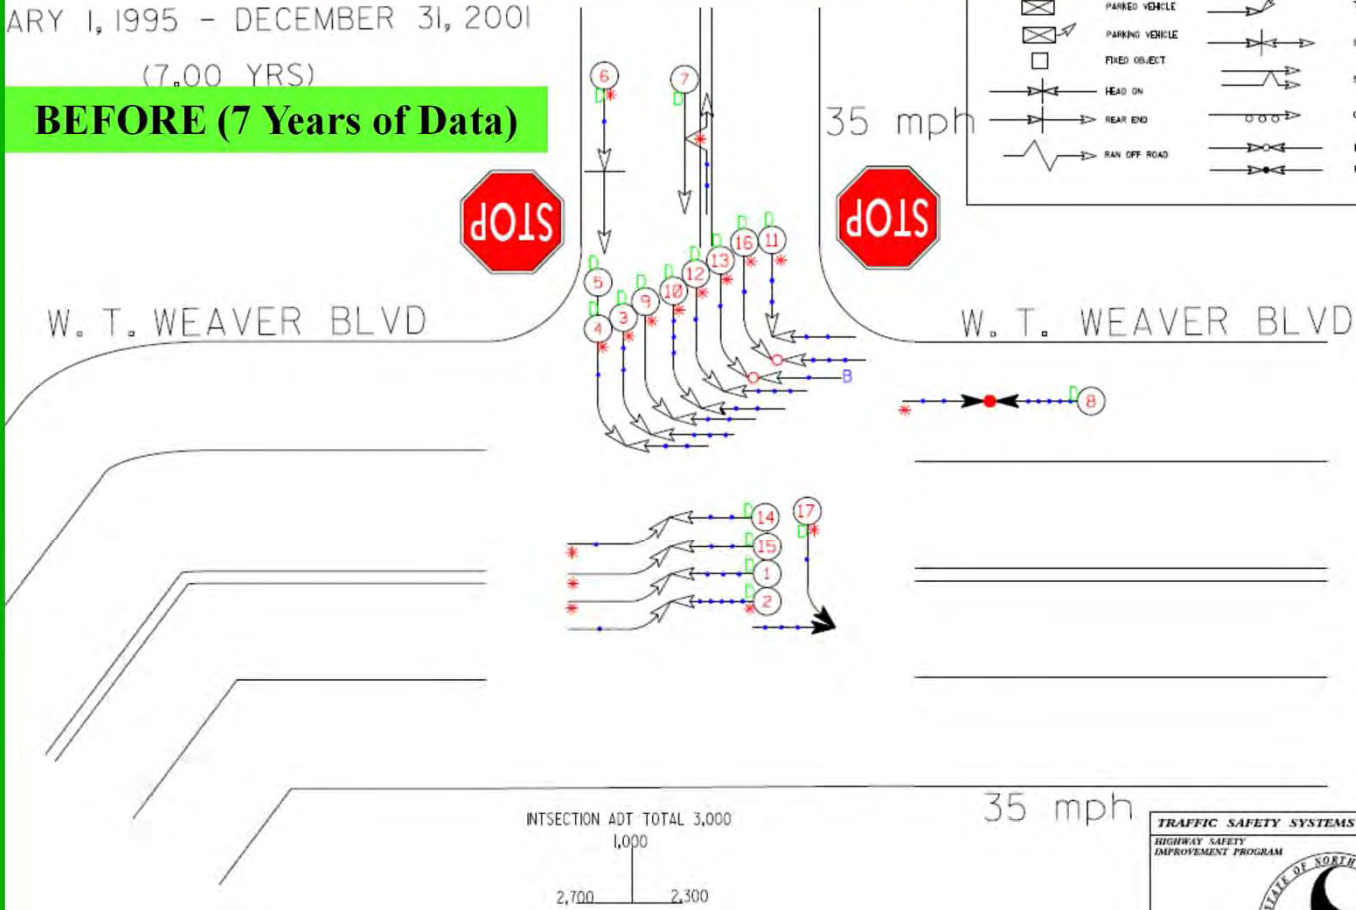 ARY 1, 1995 - DECEMBER 31, 2001
(7.00 YRS)
BEFORE (7 Years of Data)
PARKED VEHICLE
PARKING VEHICLE
FIXED OBJECT
HEAD ON
REAR END
RAN OFF ROAD
35 mph
STOP
STOP
W. T. WEAVER BLVD
W. T. WEAVER BLVD
6
D
7
D
D
16
D
11
D
13
D
12
D
10
D
9
D
3
D
5
D
4
B
D
8
D
14
D
15
D
1
D
2
17
D
35 mph
INTSECTION ADT TOTAL 3,000
1,000
2,700
2,300
TRAFFIC SAFETY SYSTEMS
HIGHWAY SAFETY
IMPROVEMENT PROGRAM
STATE OF NORTH